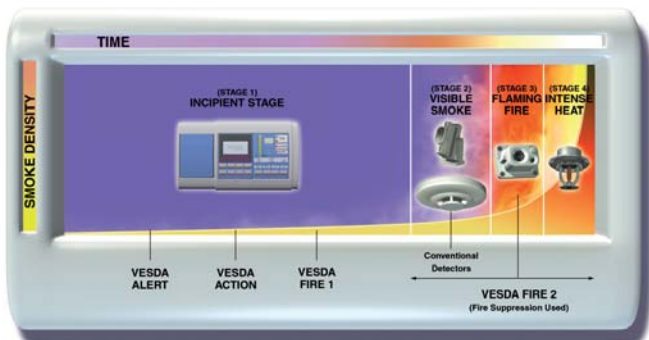 TIME
SMOKE DENSITY
(STAGE 1)
INCIPIENT STAGE
(STAGE 2)
VISIBLE
SMOKE
(STAGE 3)
FLAMING
FIRE
(STAGE 4)
INTENSE
HEAT
VESDA
ALERT
VESDA
ACTION
VESDA
FIRE 1
Conventional
Detectors
VESDA FIRE 2
(Fire Suppression Used)